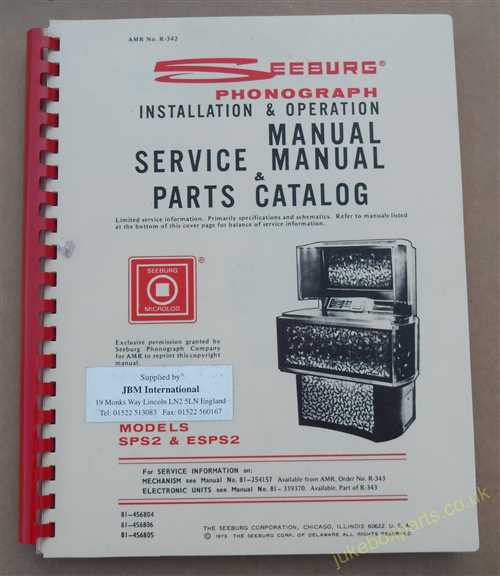 AMR No. R-342
SEEBURG®
PHONOGRAPH
INSTALLATION & OPERATION
MANUAL
SERVICE MANUAL
&
PARTS CATALOG
Limited service information. Primarily specifications and schematics. Refer to manuals listed
at the bottom of this cover page for balance of service information.
SEEBURG
®
MICROLOG
Exclusive permission granted by
Seeburg Phonograph Company
for AMR to reprint this copyright
manual.
Supplied by
JBM International
19 Monks Way Lincoln LN2 5LN England
Tel: 01522 513083 Fax: 01522 560167
MODELS
SPS2 & ESPS2
For SERVICE INFORMATION on:
MECHANISM see Manual No. 81-254157 Available from AMR, Order No. R-343
ELECTRONIC UNITS see Manual No. 81- 319370. Available, Part of R-343
81-456804
81-456806
81-456805
THE SEEBURG CORPORATION, CHICAGO, ILLINOIS 60622, U.S.A.
© 1973 THE SEEBURG CORP. OF DELAWARE ALL RIGHTS RESERVED
jukeboxparts.co.uk